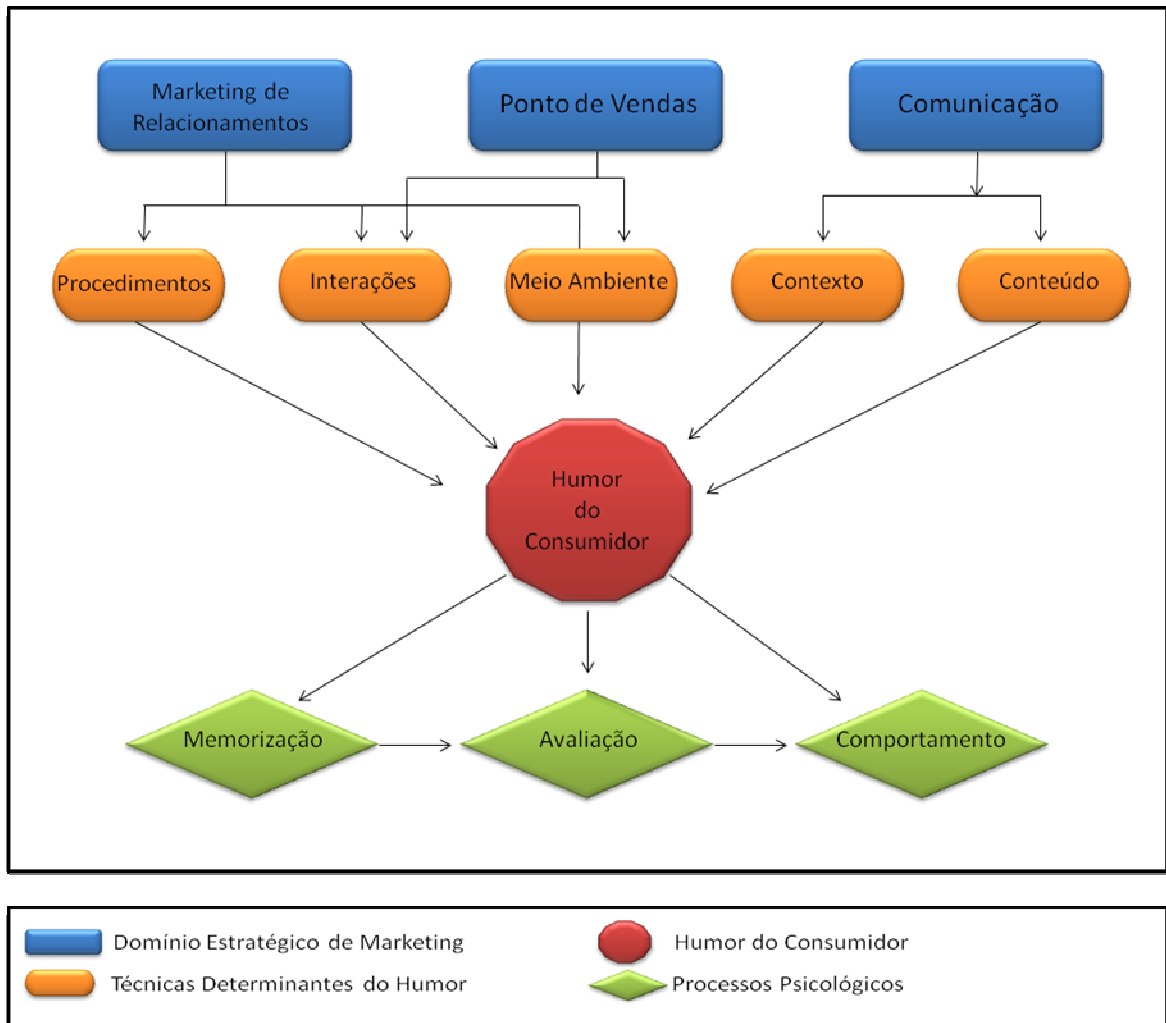 Marketing de
Relacionamentos
Ponto de Vendas
Comunicação
Procedimentos
Interações
Meio Ambiente
Contexto
Conteúdo
Humor
do
Consumidor
Memorização
Avaliação
Comportamento
Domínio Estratégico de Marketing
Humor do Consumidor
Técnicas Determinantes do Humor
Processos Psicológicos